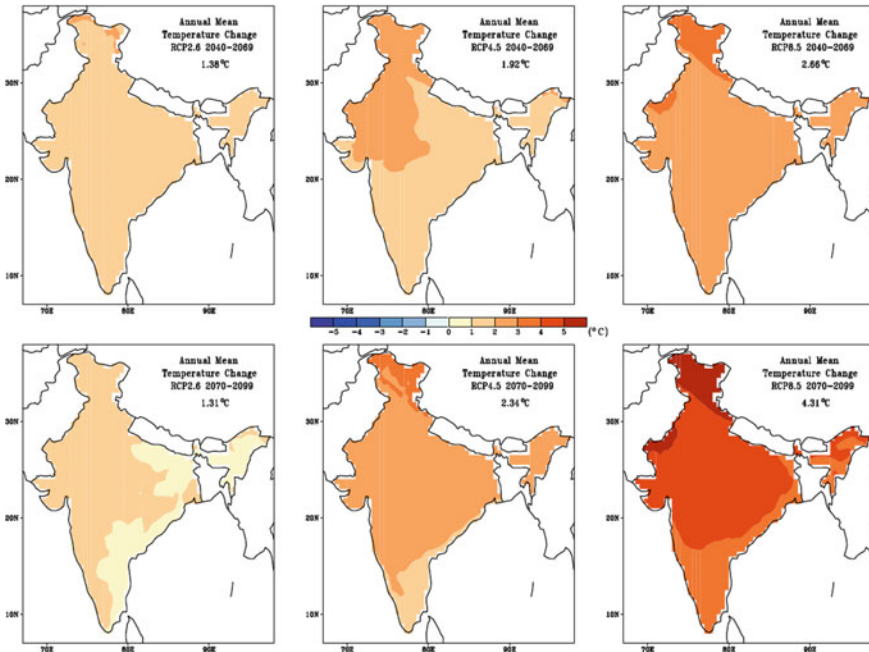 Annual Mean
Temperature Change
RCP2.6 2040-2069
1.38°C
30N
20N
10N
70E 80E 90E
Annual Mean
Temperature Change
RCP4.5 2040-2069
1.92°C
30N
20N
10N
70E 80E 90E
Annual Mean
Temperature Change
RCP8.5 2040-2069
2.66°C
30N
20N
10N
70E 80E 90E
-5 -4 -3 -2 -1 0 1 2 3 4 5 (°C)
Annual Mean
Temperature Change
RCP2.6 2070-2099
1.31°C
30N
20N
10N
70E 80E 90E
Annual Mean
Temperature Change
RCP4.5 2070-2099
2.34°C
30N
20N
10N
70E 80E 90E
Annual Mean
Temperature Change
RCP8.5 2070-2099
4.31°C
30N
20N
10N
70E 80E 90E